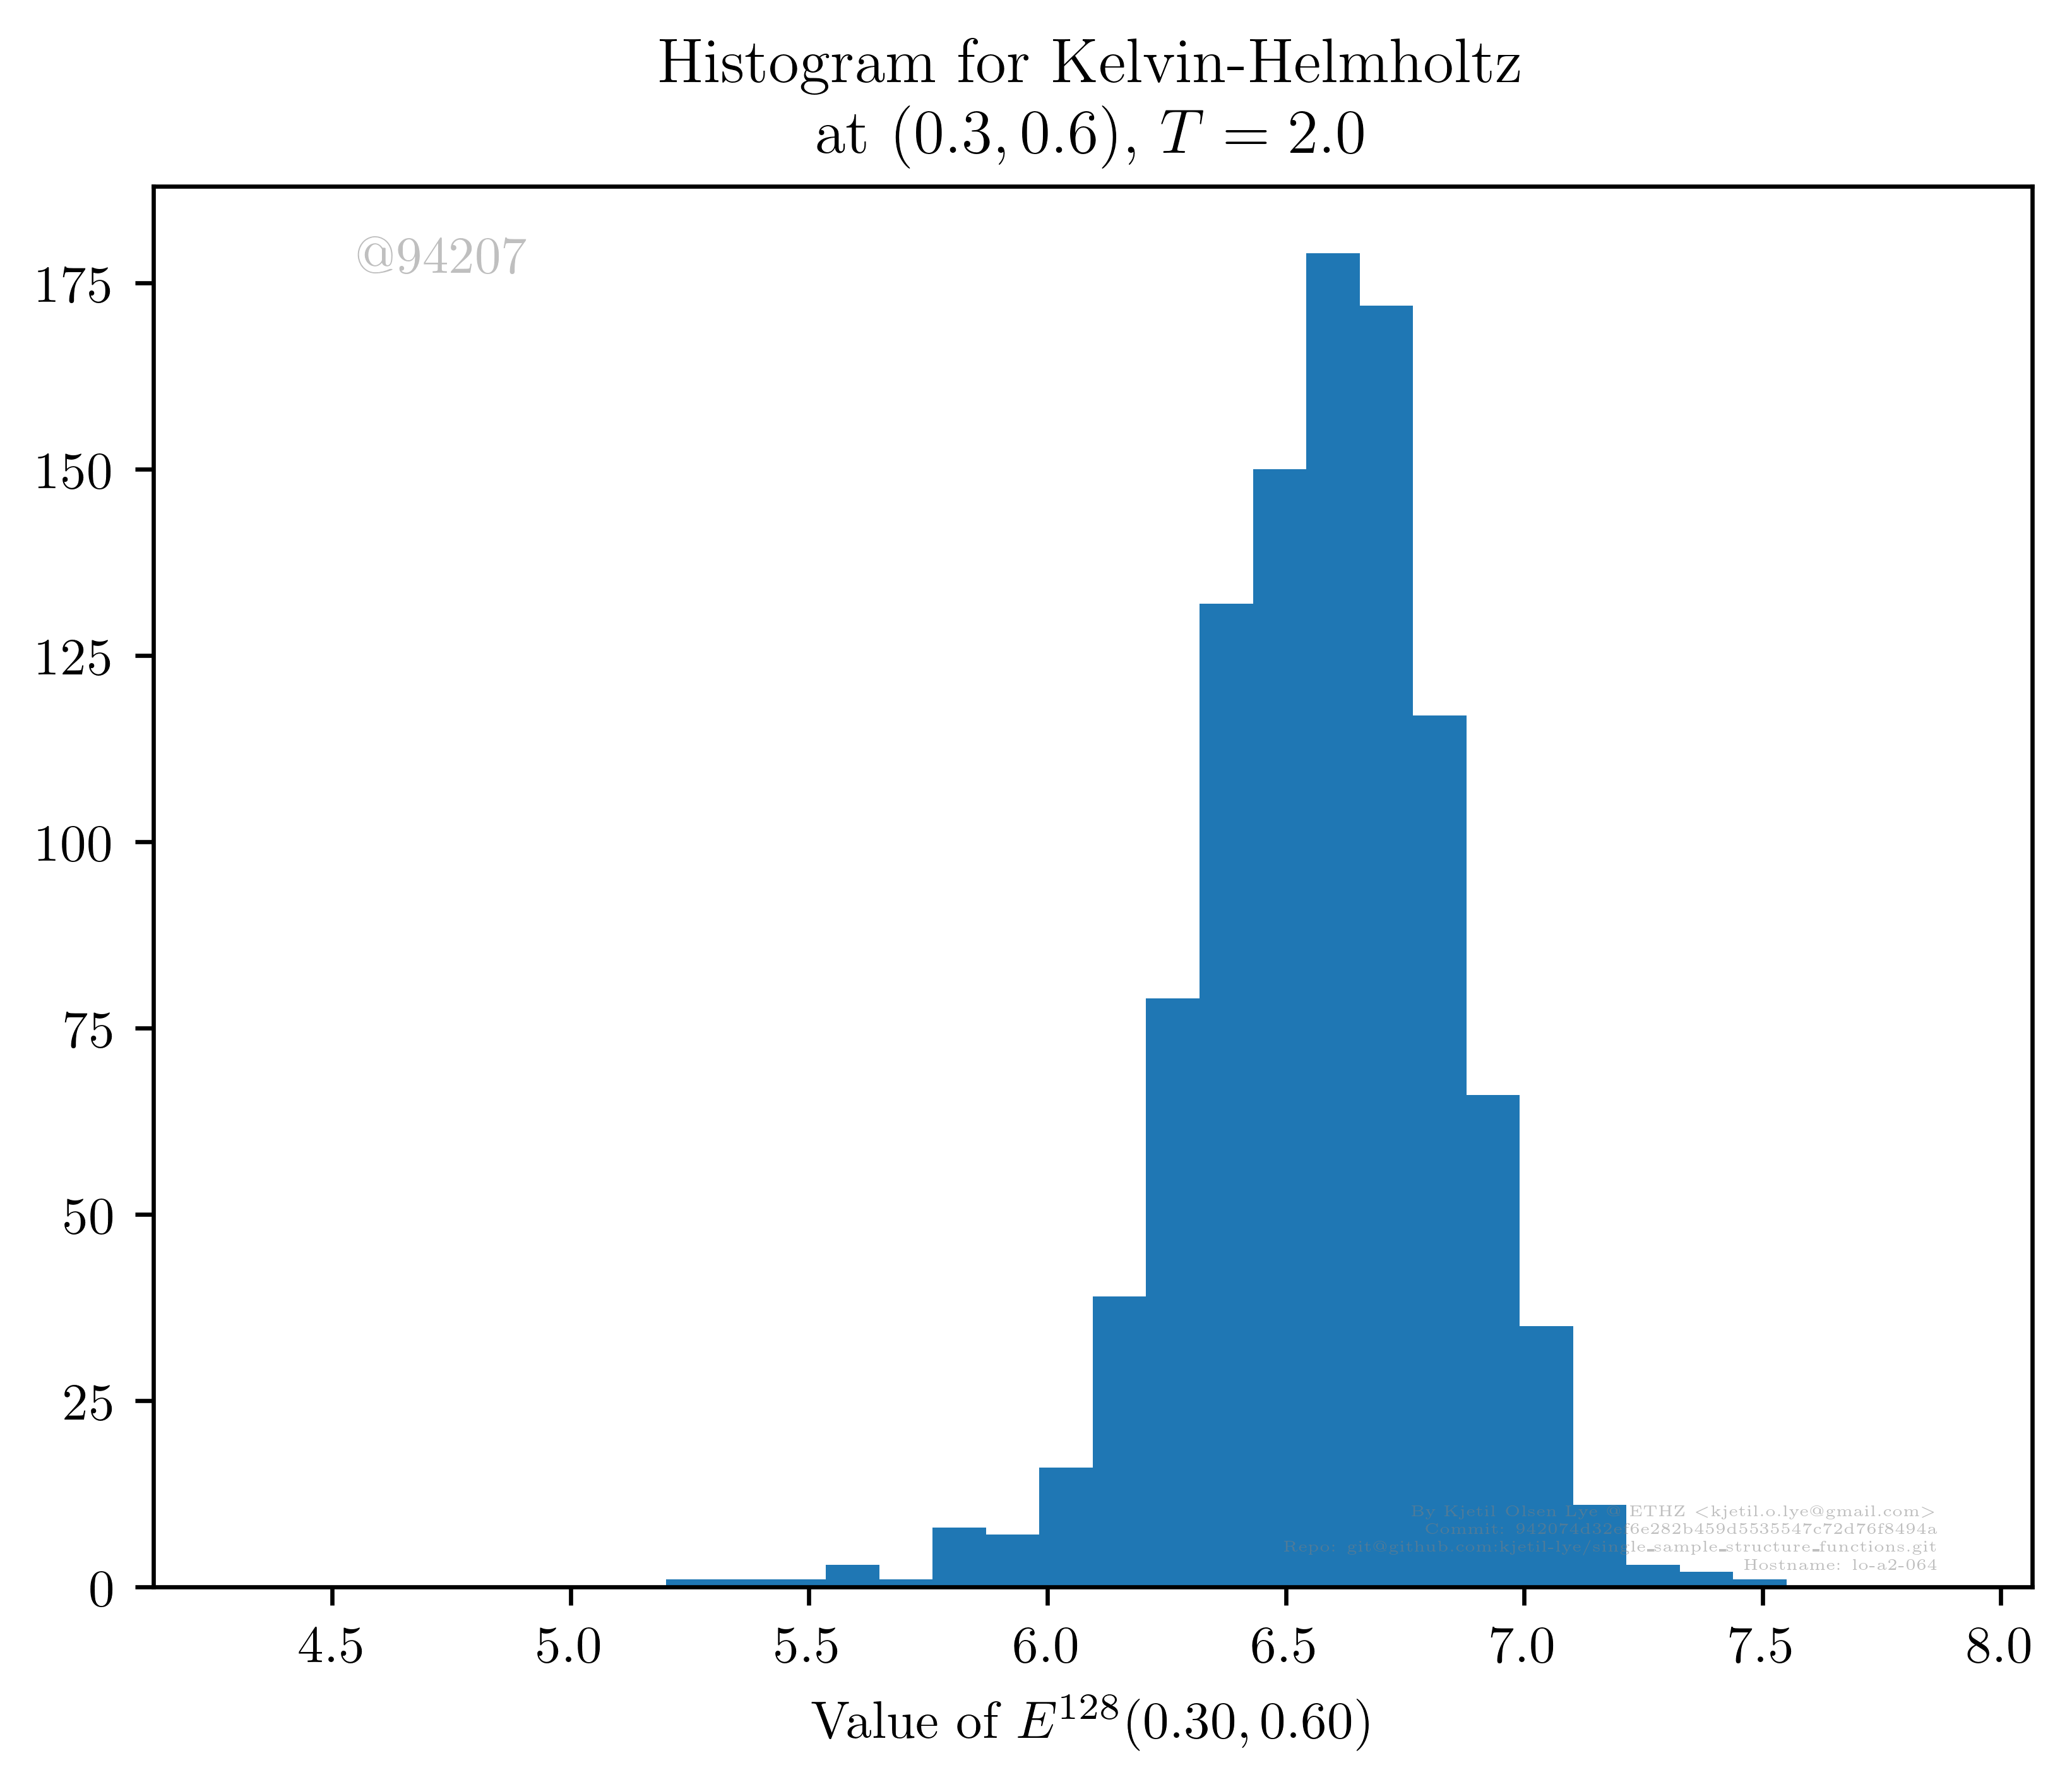 Histogram for Kelvin-Helmholtz
at (0.3, 0.6), T = 2.0
@94207
175
150
125
100
75
50
25
0
By Kjetil Olsen Lye @ ETHZ <kjetil.o.lye@gmail.com>
Commit: 942074d32ef6e282b459d5535547c72d76f8494a
Repo: git@github.com:kjetil-lye/single_sample_structure_functions.git
Hostname: lo-a2-064
4.5 5.0 5.5 6.0 6.5 7.0 7.5 8.0
Value of E¹²⁸(0.30, 0.60)